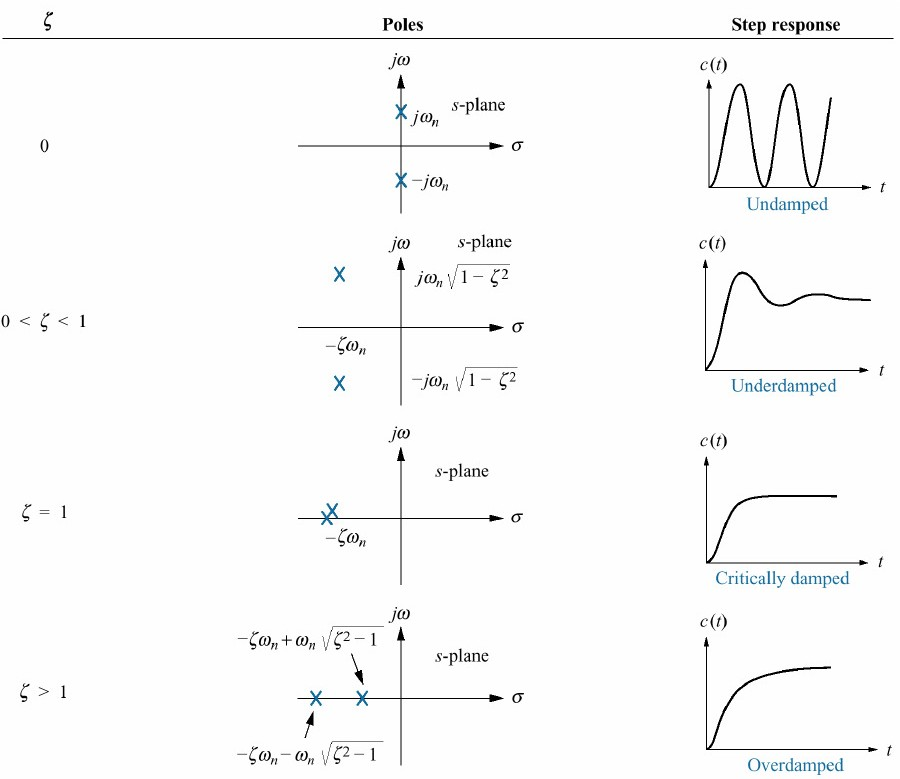 ζ Poles Step response
jω c(t)
s-plane
jωₙ
0 σ
−jωₙ t
Undamped
jω s-plane c(t)
jωₙ √1 − ζ²
0 < ζ < 1 σ
−ζωₙ
−jωₙ √1 − ζ² t
Underdamped
jω c(t)
s-plane
ζ = 1 σ
−ζωₙ t
Critically damped
jω c(t)
−ζωₙ + ωₙ √ζ² − 1
s-plane
ζ > 1 σ
−ζωₙ − ωₙ √ζ² − 1 t
Overdamped